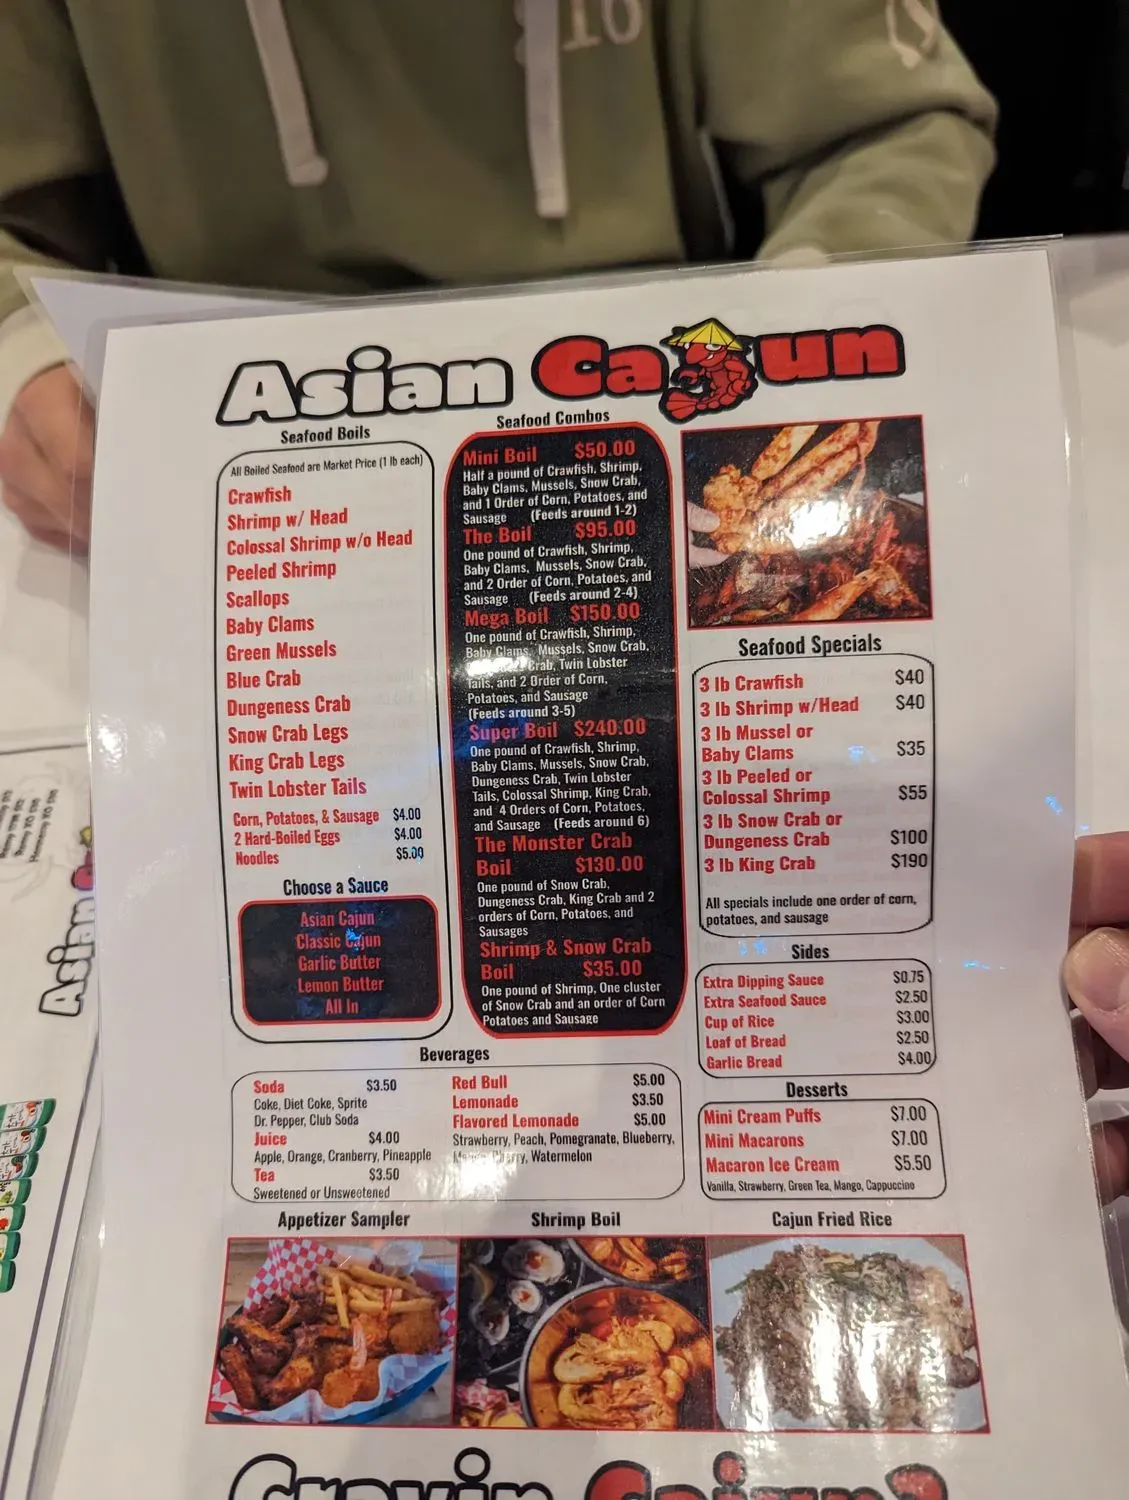 Asian Cajun
Seafood Boils
All Boiled Seafood are Market Price (1 lb each)
Crawfish
Shrimp w/ Head
Colossal Shrimp w/o Head
Peeled Shrimp
Scallops
Baby Clams
Green Mussels
Blue Crab
Dungeness Crab
Snow Crab Legs
King Crab Legs
Twin Lobster Tails
Corn, Potatoes, & Sausage $4.00
2 Hard-Boiled Eggs $4.00
Noodles $5.00
Choose a Sauce
Asian Cajun
Classic Cajun
Garlic Butter
Lemon Butter
All In
Seafood Combos
Mini Boil $50.00
Half a pound of Crawfish, Shrimp,
Baby Clams, Mussels, Snow Crab,
and 1 Order of Corn, Potatoes, and
Sausage (Feeds around 1-2)
The Boil $95.00
One pound of Crawfish, Shrimp,
Baby Clams, Mussels, Snow Crab,
and 2 Order of Corn, Potatoes, and
Sausage (Feeds around 2-4)
Mega Boil $150.00
One pound of Crawfish, Shrimp,
Baby Clams, Mussels, Snow Crab,
Crab, Twin Lobster
Tails, and 2 Order of Corn,
Potatoes, and Sausage
(Feeds around 3-5)
Super Boil $240.00
One pound of Crawfish, Shrimp,
Baby Clams, Mussels, Snow Crab,
Dungeness Crab, Twin Lobster
Tails, Colossal Shrimp, King Crab,
and 4 Orders of Corn, Potatoes,
and Sausage (Feeds around 6)
The Monster Crab
Boil $130.00
One pound of Snow Crab,
Dungeness Crab, King Crab and 2
orders of Corn, Potatoes, and
Sausages
Shrimp & Snow Crab
Boil $35.00
One pound of Shrimp, One cluster
of Snow Crab and an order of Corn
Potatoes and Sausage
Seafood Specials
3 lb Crawfish $40
3 lb Shrimp w/Head $40
3 lb Mussel or
Baby Clams $35
3 lb Peeled or
Colossal Shrimp $55
3 lb Snow Crab or
Dungeness Crab $100
3 lb King Crab $190
All specials include one order of corn,
potatoes, and sausage
Sides
Extra Dipping Sauce $0.75
Extra Seafood Sauce $2.50
Cup of Rice $3.00
Loaf of Bread $2.50
Garlic Bread $4.00
Beverages
Soda $3.50
Coke, Diet Coke, Sprite
Dr. Pepper, Club Soda
Juice $4.00
Apple, Orange, Cranberry, Pineapple
Tea $3.50
Sweetened or Unsweetened
Red Bull $5.00
Lemonade $3.50
Flavored Lemonade $5.00
Strawberry, Peach, Pomegranate, Blueberry,
Watermelon
Desserts
Mini Cream Puffs $7.00
Mini Macarons $7.00
Macaron Ice Cream $5.50
Vanilla, Strawberry, Green Tea, Mango, Cappuccino
Appetizer Sampler
Shrimp Boil
Cajun Fried Rice
Cravin Cajun?
Asian